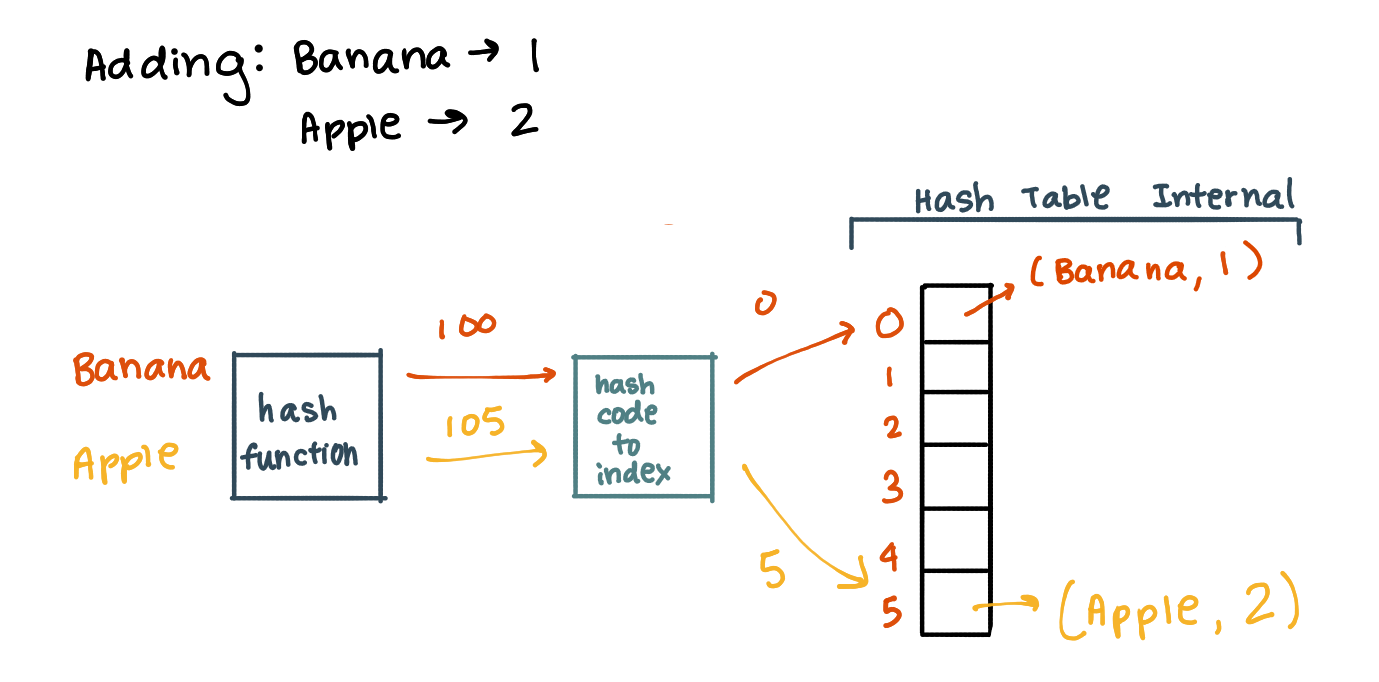 Adding: Banana → 1
Apple → 2
Hash Table Internal
(Banana, 1)
Banana
Apple
hash
function
100
105
hash
code
to
index
0
5
0
1
2
3
4
5
(Apple, 2)